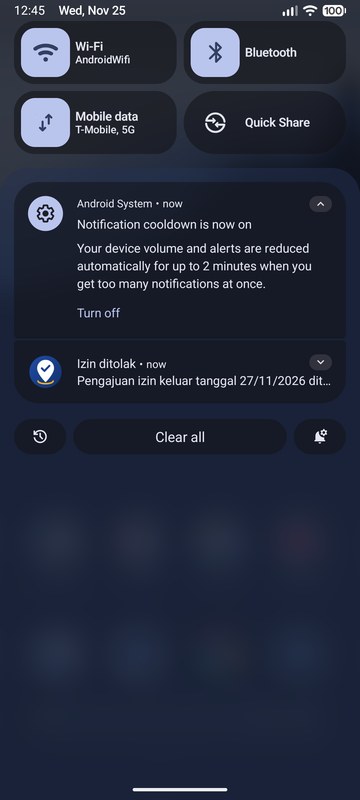 12:45 Wed, Nov 25 100
Wi-Fi
AndroidWifi
Bluetooth
Mobile data
T-Mobile, 5G
Quick Share
Android System • now
Notification cooldown is now on
Your device volume and alerts are reduced
automatically for up to 2 minutes when you
get too many notifications at once.
Turn off
Izin ditolak • now
Pengajuan izin keluar tanggal 27/11/2026 dit…
Clear all